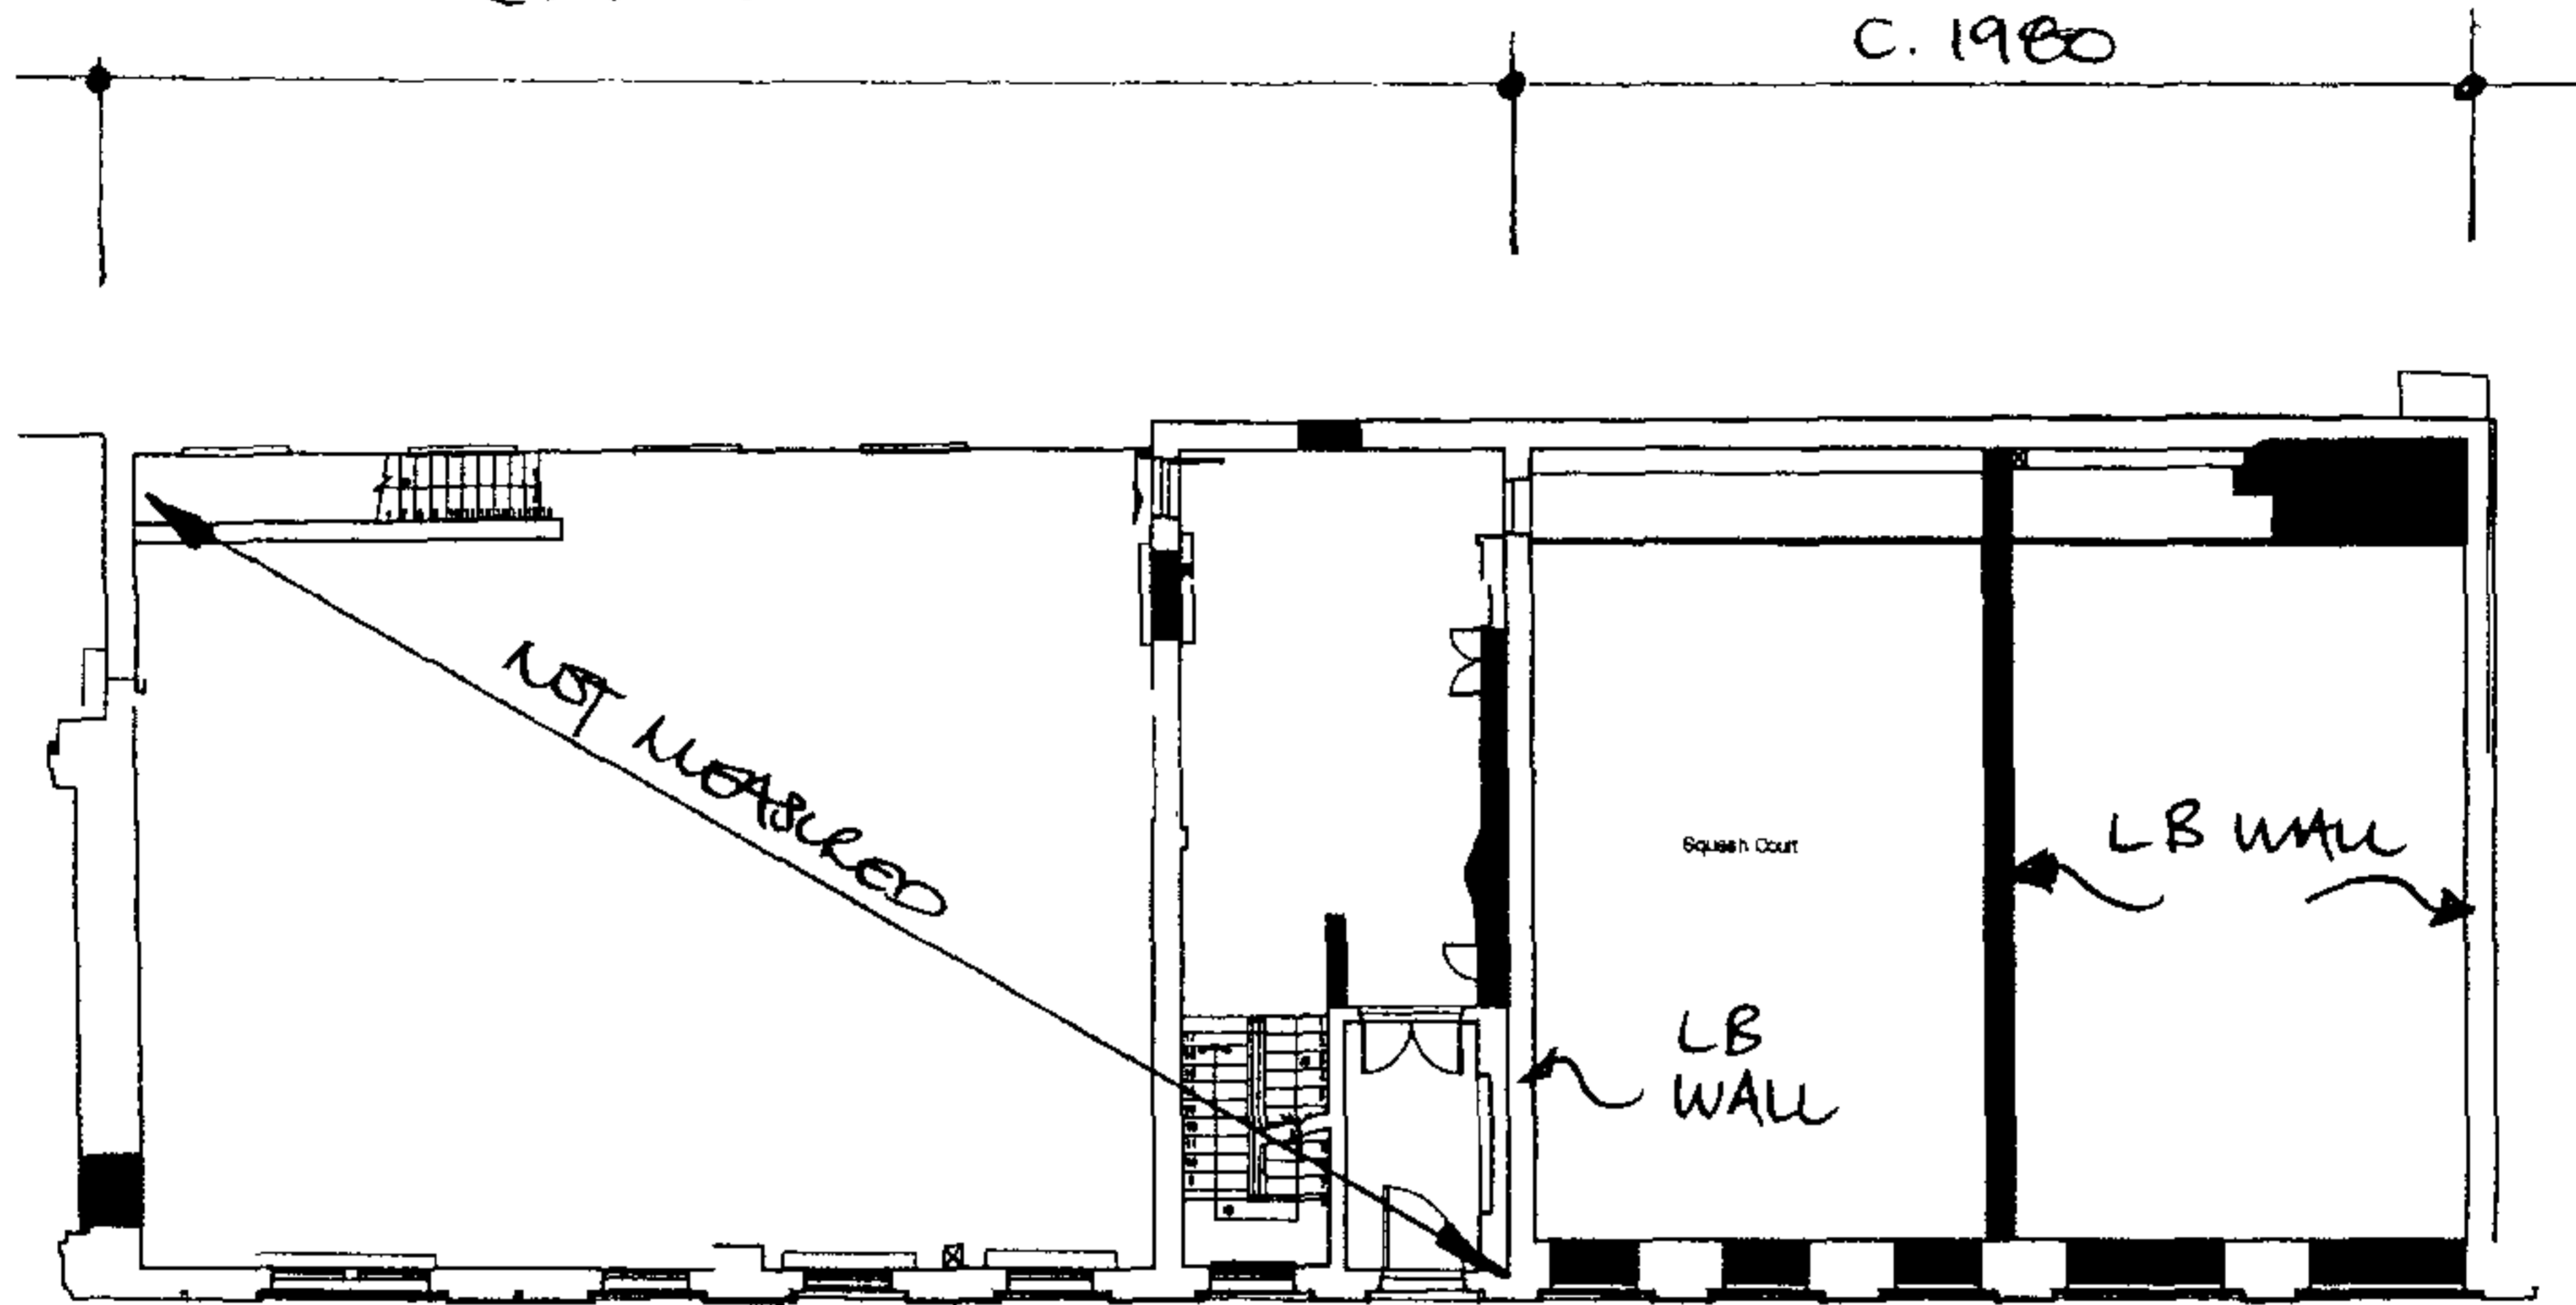 C. 1980
NOT MEASURED
Squash Court
LB WALL
LB
WALL